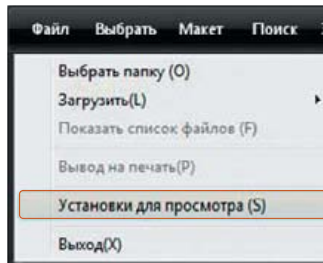 Файл Выбрать Макет Поиск
Выбрать папку (O)
Загрузить(L)
Показать список файлов (F)
Вывод на печать(P)
Установки для просмотра (S)
Выход(X)